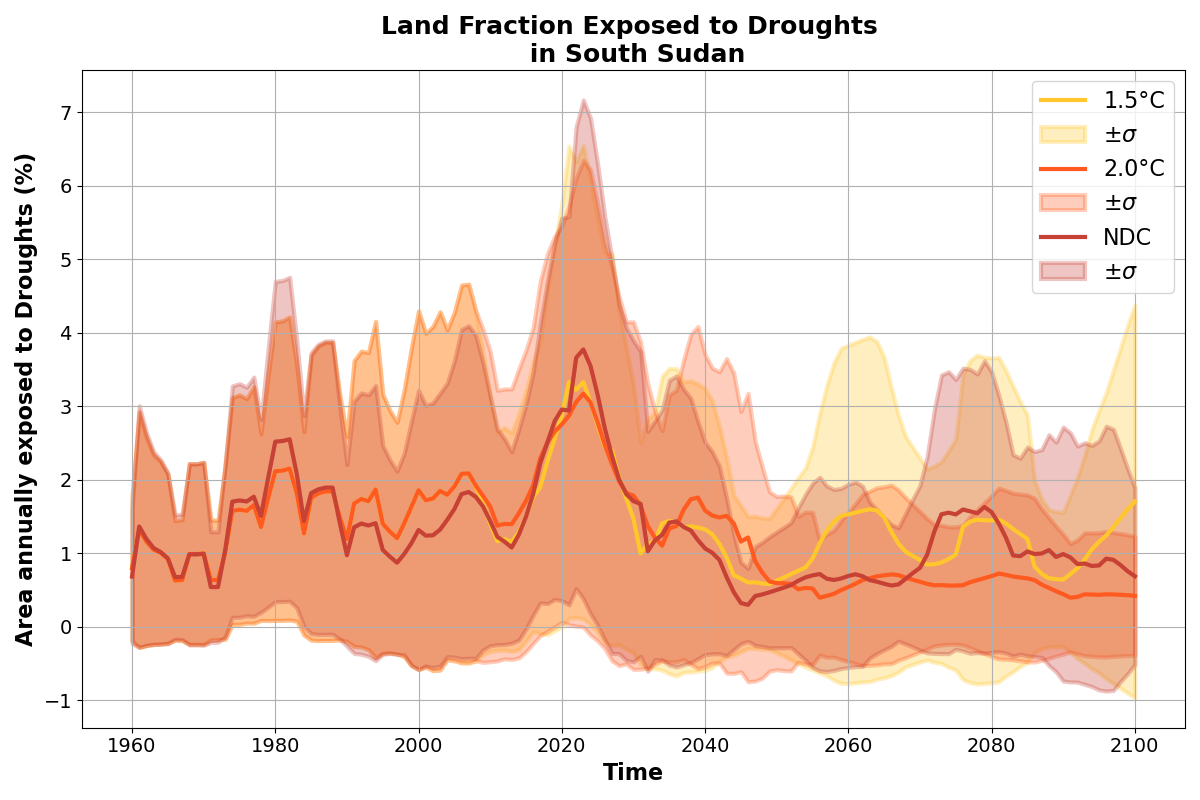 Land Fraction Exposed to Droughts
in South Sudan
Area annually exposed to Droughts (%)
7
6
5
4
3
2
1
0
−1
1.5°C
±σ
2.0°C
±σ
NDC
±σ
1960
1980
2000
2020
2040
2060
2080
2100
Time